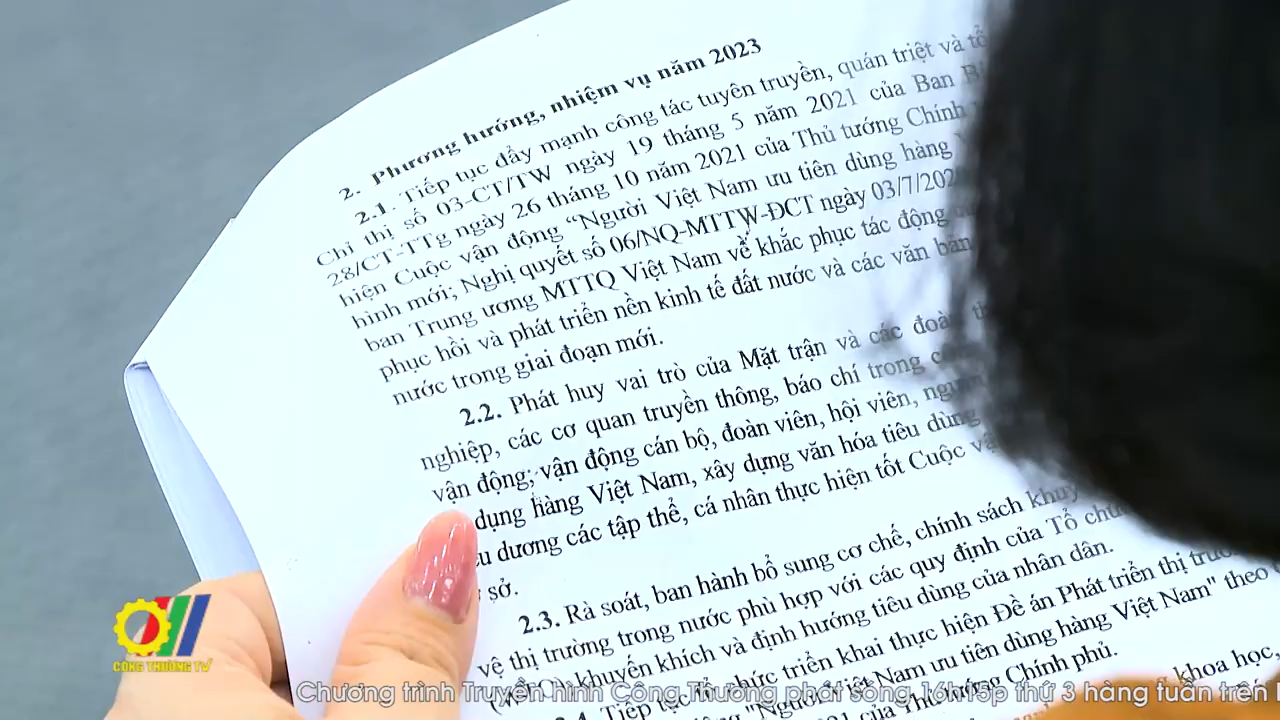 2. Phương hướng, nhiệm vụ năm 2023
2.1. Tiếp tục đẩy mạnh công tác tuyên truyền, quán triệt và
Chỉ thị số 03-CT/TW ngày 19 tháng 5 năm 2021 của Ban
28/CT-TTg ngày 26 tháng 10 năm 2021 của Thủ tướng Chính
hiện Cuộc vận động “Người Việt Nam ưu tiên dùng hàng
hình mới; Nghị quyết số 06/NQ-MTTW-ĐCT ngày 03/7/202
ban Trung ương MTTQ Việt Nam về khắc phục tác động
phục hồi và phát triển nền kinh tế đất nước và các văn bản
nước trong giai đoạn mới.
2.2. Phát huy vai trò của Mặt trận và các đoàn
nghiệp, các cơ quan truyền thông, báo chí trong
vận động; vận động cán bộ, đoàn viên, hội viên,
dụng hàng Việt Nam, xây dựng văn hóa tiêu dùng
dương các tập thể, cá nhân thực hiện tốt Cuộc
sở.
2.3. Rà soát, ban hành bổ sung cơ chế, chính sách
vệ thị trường trong nước phù hợp với các quy định của Tổ
(WTO), khuyến khích và định hướng tiêu dùng của nhân dân.
Tiếp tục tổ chức triển khai thực hiện Đề án Phát triển thị
"Người Việt Nam ưu tiên dùng hàng Việt Nam" theo
của Thủ tướng Chính phủ.
khoa học,
CÔNG THƯƠNG TV
Chương trình Truyền hình Công Thương phát sóng 16h15p thứ 3 hàng tuần trên